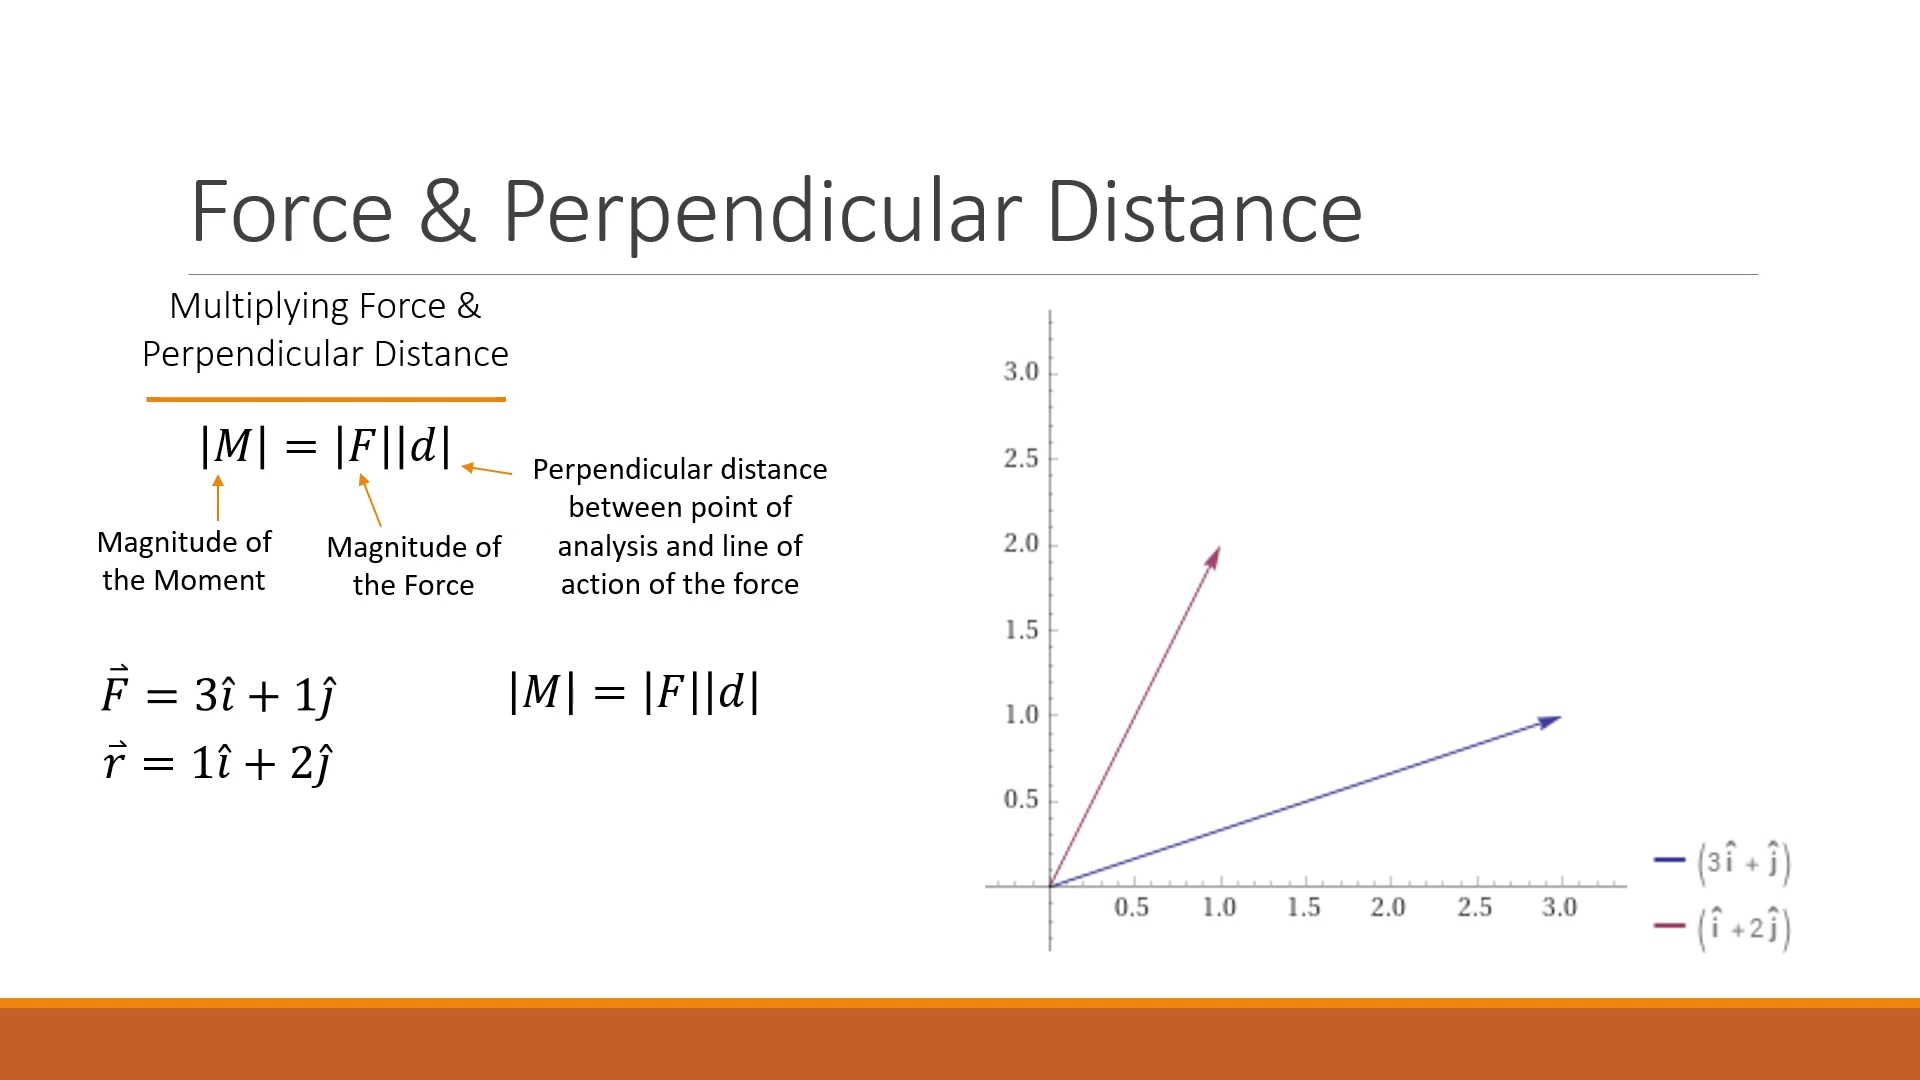 Force & Perpendicular Distance
Multiplying Force &
Perpendicular Distance
|M| = |F||d|
Magnitude of
the Moment
Magnitude of
the Force
Perpendicular distance
between point of
analysis and line of
action of the force
F⃗ = 3î + 1ĵ
r⃗ = 1î + 2ĵ
|M| = |F||d|
3.0
2.5
2.0
1.5
1.0
0.5
0.5 1.0 1.5 2.0 2.5 3.0
(3î + ĵ)
(î +2ĵ)